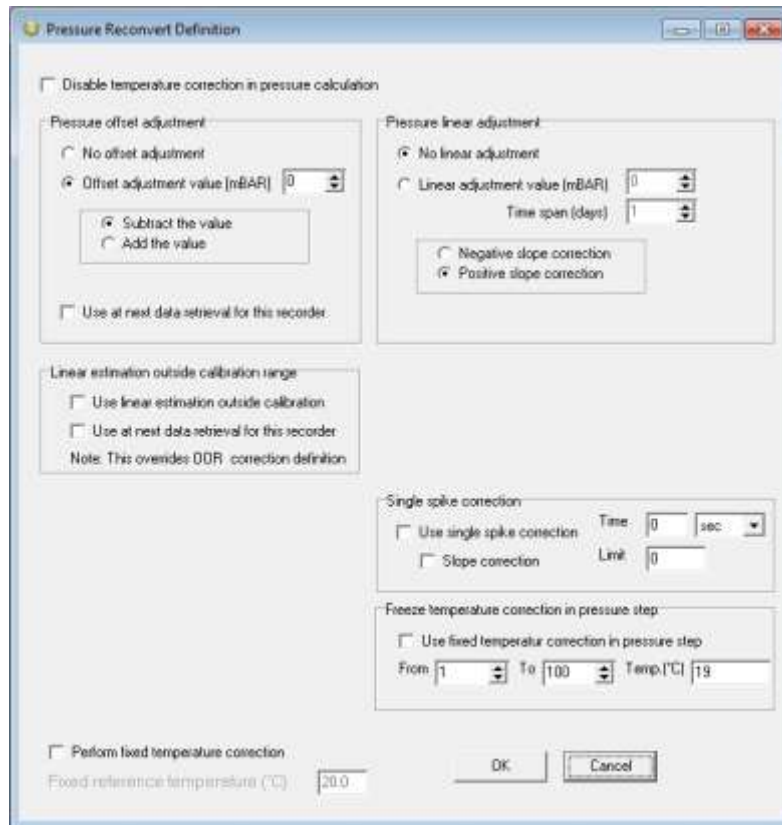 Pressure Reconvert Definition
Disable temperature correction in pressure calculation
Pressure offset adjustment
No offset adjustment
Offset adjustment value (mBAR) 0
Subtract the value
Add the value
Use at next data retrieval for this recorder
Pressure linear adjustment
No linear adjustment
Linear adjustment value (mBAR) 0
Time span (days) 1
Negative slope correction
Positive slope correction
Linear estimation outside calibration range
Use linear estimation outside calibration
Use at next data retrieval for this recorder
Note: This overrides OOR correction definition
Single spike correction
Use single spike correction
Time 0 sec
Slope correction
Limit 0
Freeze temperature correction in pressure step
Use fixed temperatur correction in pressure step
From 1 To 100 Temp.(°C) 19
Perform fixed temperature correction
Fixed reference temperature (°C) 20.0
OK Cancel